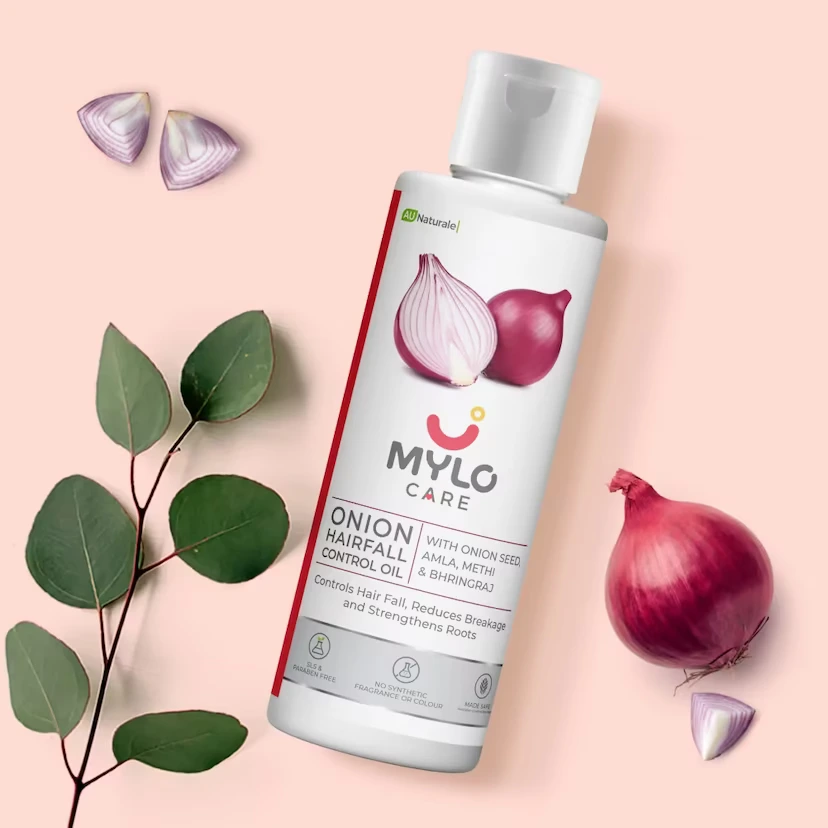 AU Naturale
MYLO
CARE
ONION
HAIRFALL
CONTROL OIL
WITH ONION SEED,
AMLA, METHI
& BHRINGRAJ
Controls Hair Fall, Reduces Breakage
and Strengthens Roots
SLS &
PARABEN FREE
NO SYNTHETIC
FRAGRANCE OR COLOUR
MADE SAFE